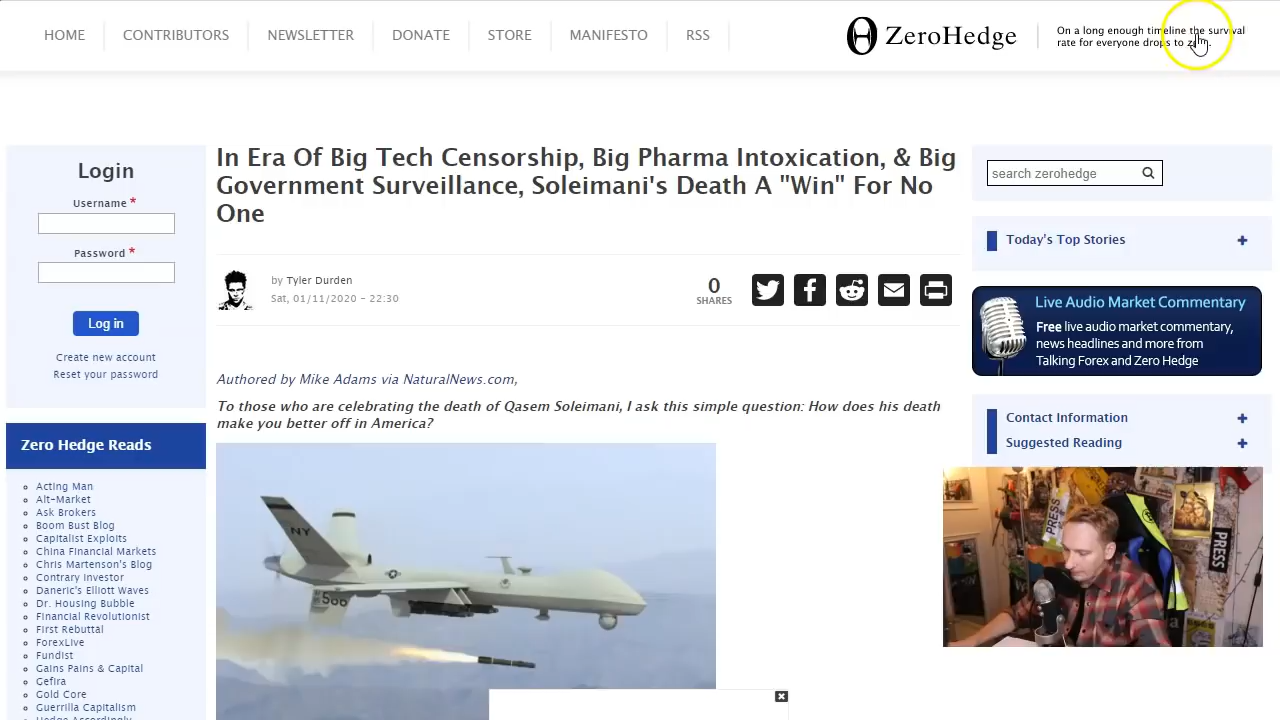 HOME
CONTRIBUTORS
NEWSLETTER
DONATE
STORE
MANIFESTO
RSS
ZeroHedge
On a long enough timeline the survival
rate for everyone drops to
Login
Username *
Password *
Log in
Create new account
Reset your password
Zero Hedge Reads
Acting Man
Alt-Market
Ask Brokers
Boom Bust Blog
Capitalist Exploits
China Financial Markets
Chris Martenson's Blog
Contrary Investor
Daneric's Elliott Waves
Dr. Housing Bubble
Financial Revolutionist
First Rebuttal
ForexLive
Fundist
Gains Pains & Capital
Gefira
Gold Core
Guerrilla Capitalism
Hedge Accordingly
In Era Of Big Tech Censorship, Big Pharma Intoxication, & Big
Government Surveillance, Soleimani's Death A "Win" For No
One
by Tyler Durden
Sat, 01/11/2020 - 22:30
0
SHARES
Authored by Mike Adams via NaturalNews.com,
To those who are celebrating the death of Qasem Soleimani, I ask this simple question: How does his death
make you better off in America?
NY
566
search zerohedge
Today's Top Stories
Live Audio Market Commentary
Free live audio market commentary,
news headlines and more from
Talking Forex and Zero Hedge
Contact Information
Suggested Reading
PRESS
PRESS